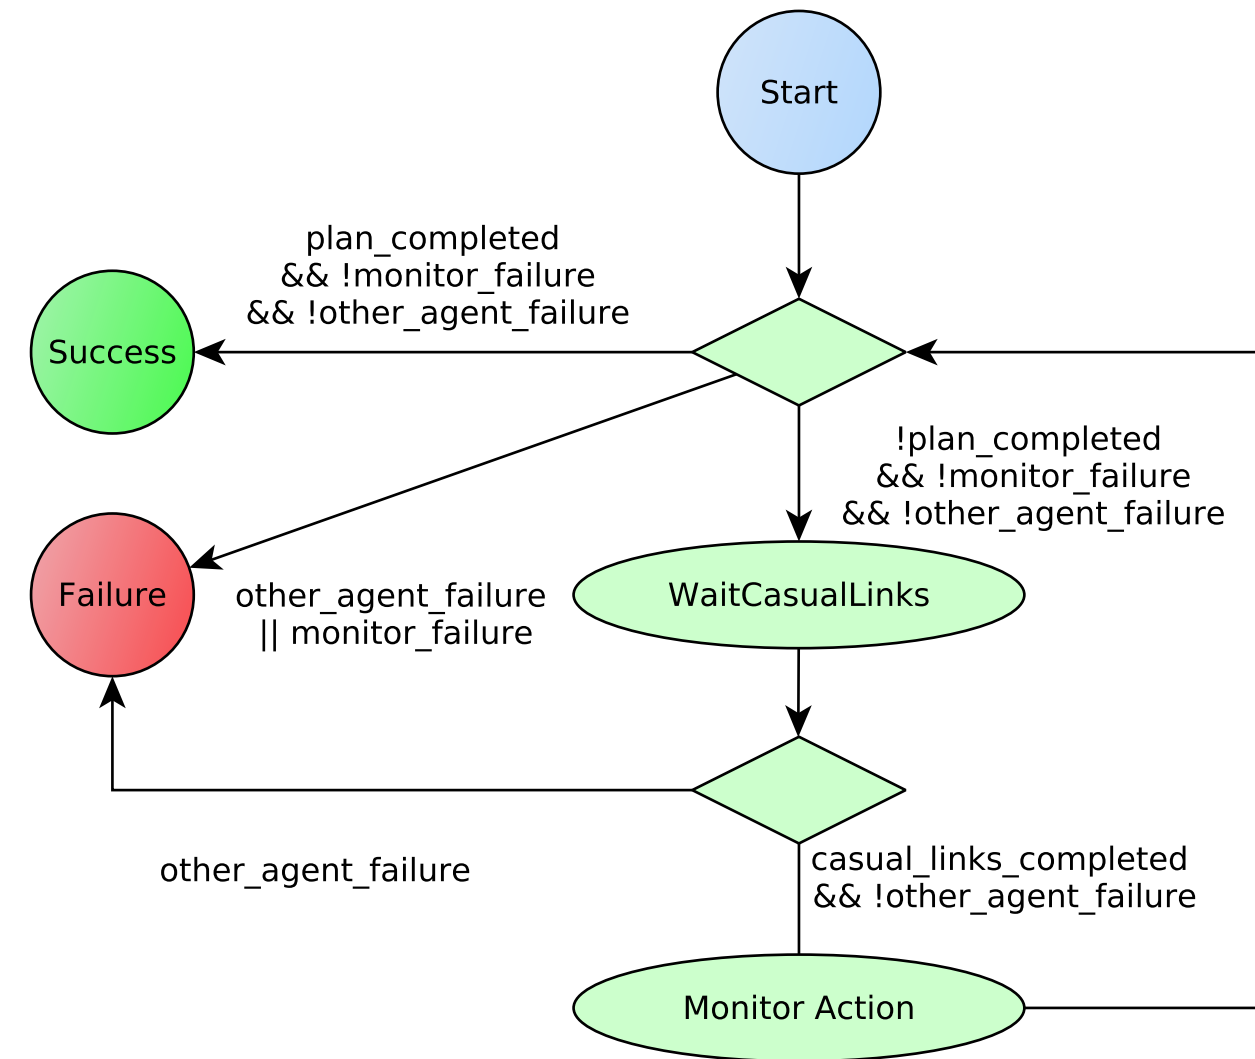 Start
plan_completed
&& !monitor_failure
&& !other_agent_failure
Success
!plan_completed
&& !monitor_failure
&& !other_agent_failure
Failure
other_agent_failure
|| monitor_failure
WaitCasualLinks
other_agent_failure
casual_links_completed
&& !other_agent_failure
Monitor Action